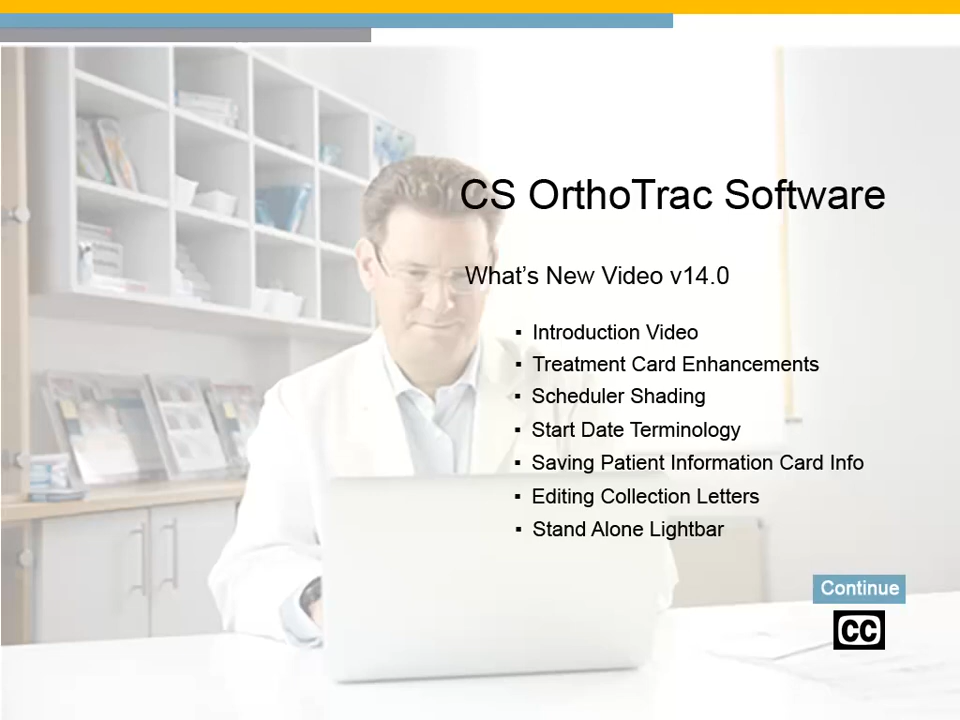 CS OrthoTrac Software
What's New Video v14.0
▪ Introduction Video
▪ Treatment Card Enhancements
▪ Scheduler Shading
▪ Start Date Terminology
▪ Saving Patient Information Card Info
▪ Editing Collection Letters
▪ Stand Alone Lightbar
Continue
CC